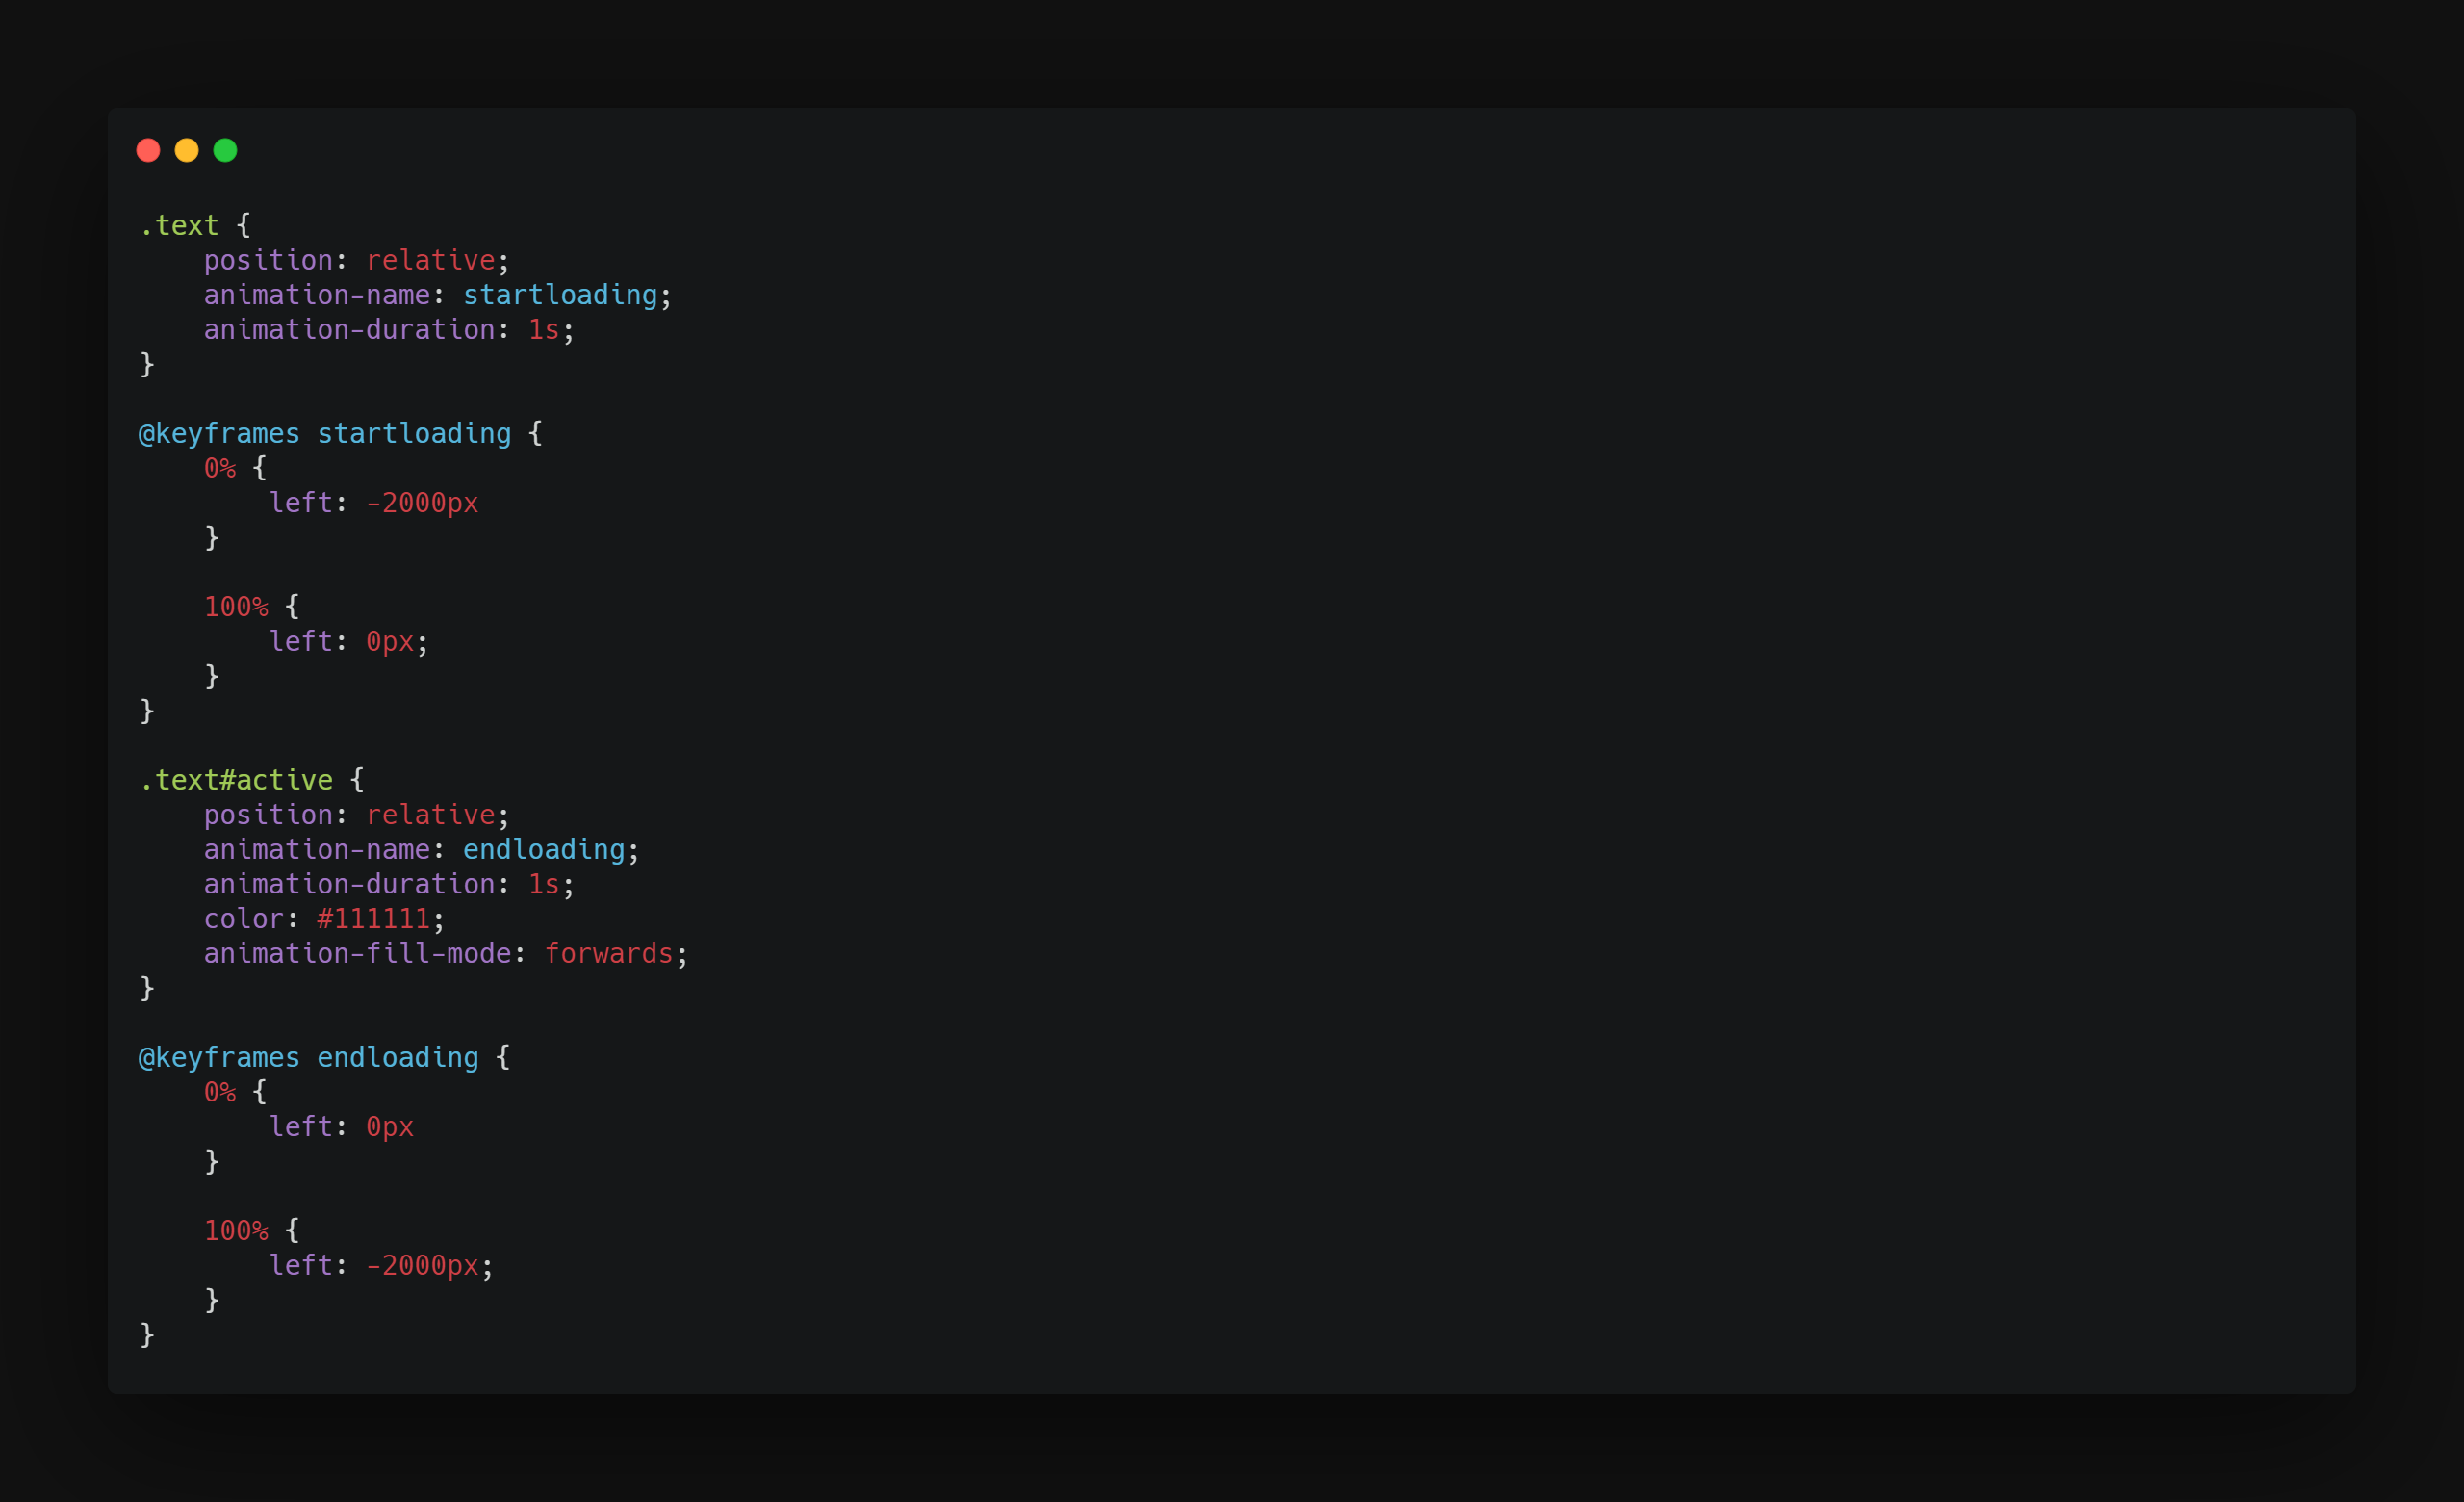 .text {
    position: relative;
    animation-name: startloading;
    animation-duration: 1s;
}

@keyframes startloading {
    0% {
        left: -2000px
    }

    100% {
        left: 0px;
    }
}

.text#active {
    position: relative;
    animation-name: endloading;
    animation-duration: 1s;
    color: #111111;
    animation-fill-mode: forwards;
}

@keyframes endloading {
    0% {
        left: 0px
    }

    100% {
        left: -2000px;
    }
}